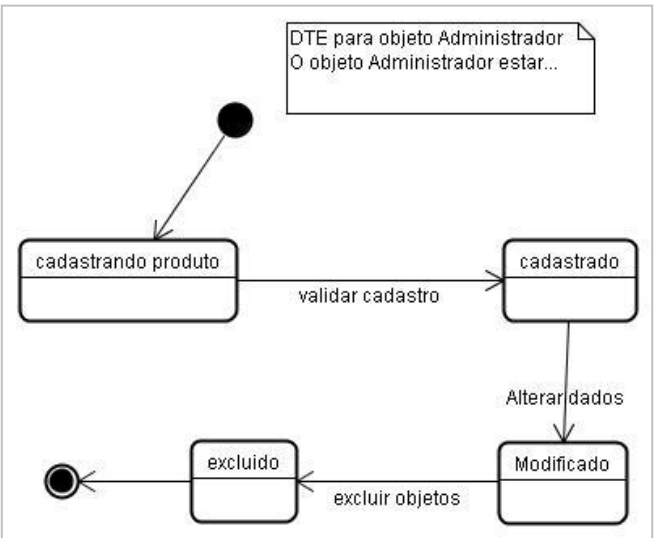 DTE para objeto Administrador
O objeto Administrador estar...
cadastrando produto
cadastrado
validar cadastro
Alterar dados
excluido
Modificado
excluir objetos